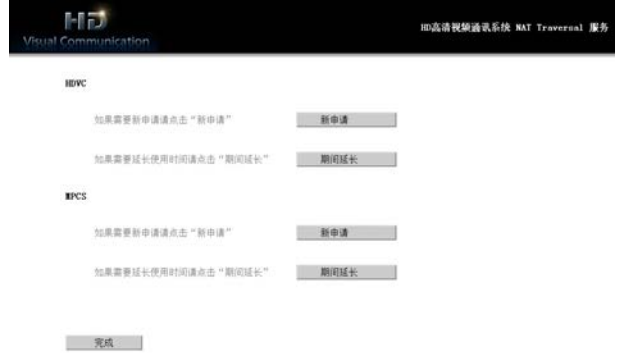 HD
Visual Communication
HD高清视频通讯系统 NAT Traversal 服务
HDVC
如果需要新申请请点击“新申请”
新申请
如果需要延长使用时间请点击“期间延长”
期间延长
MPCS
如果需要新申请请点击“新申请”
新申请
如果需要延长使用时间请点击“期间延长”
期间延长
完成